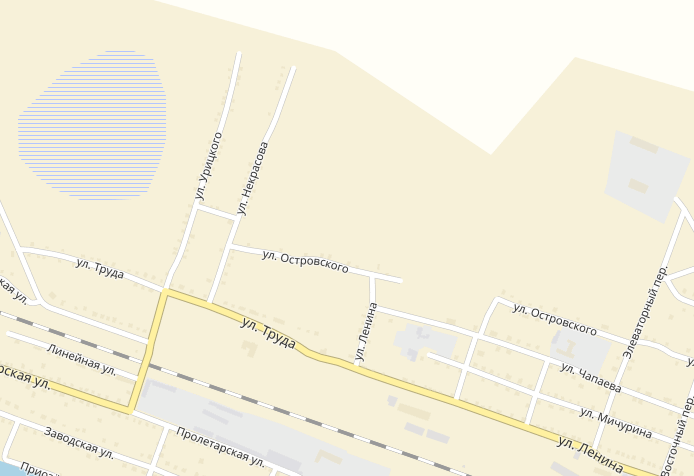 ул. Урицкого
ул. Некрасова
ул. Труда
ул. Островского
ул. Труда
ул. Ленина
ул. Островского
Элеваторный пер.
ул. Чапаева
Линейная ул.
ул. Мичурина
ул. Ленина
Восточный пер.
Заводская ул.
Пролетарская ул.